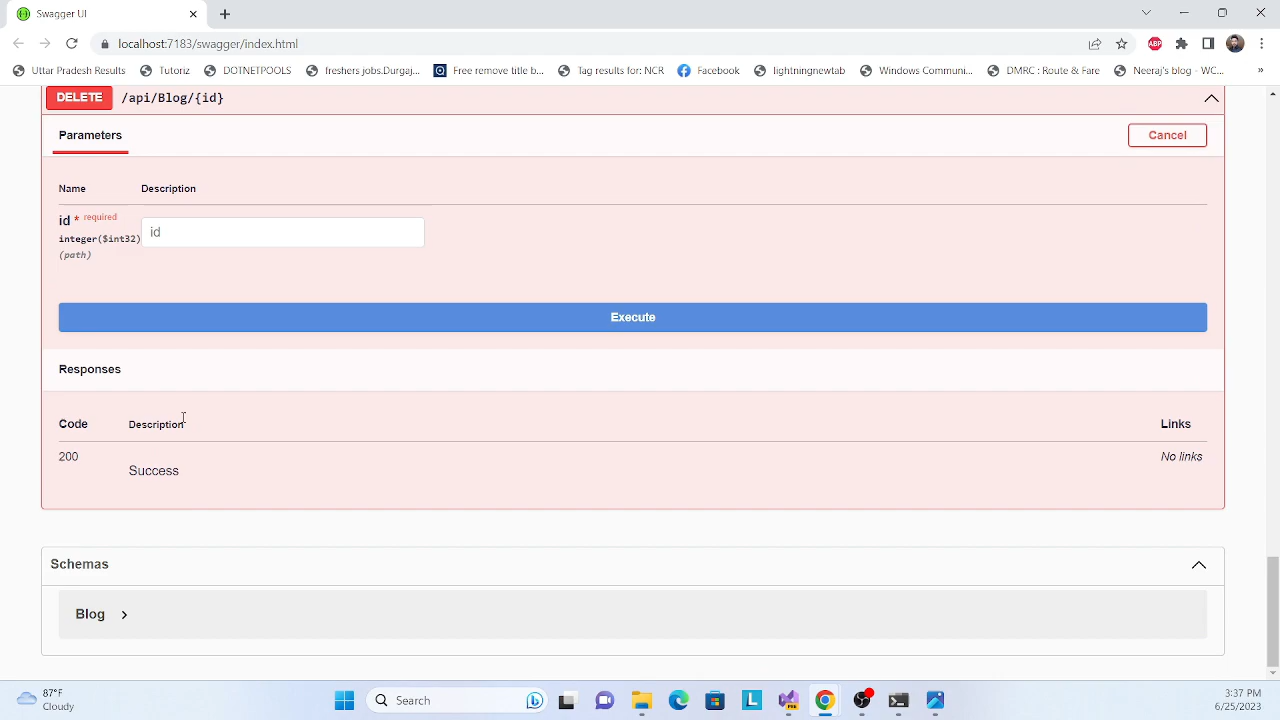 Swagger UI
localhost:7183/swagger/index.html
ABP
Uttar Pradesh Results
Tutoriz
DOTNETPOOLS
freshers jobs.Durgaj...
Free remove title b...
Tag results for: NCR
Facebook
lightningnewtab
Windows Communi...
DMRC : Route & Fare
Neeraj's blog - WC...
»
DELETE /api/Blog/{id}
Parameters
Cancel
Name Description
id * required
integer($int32)
(path)
id
Execute
Responses
Code Description Links
200 No links
Success
Schemas
Blog
87°F
Cloudy
Search
L
3:37 PM
6/25/2023